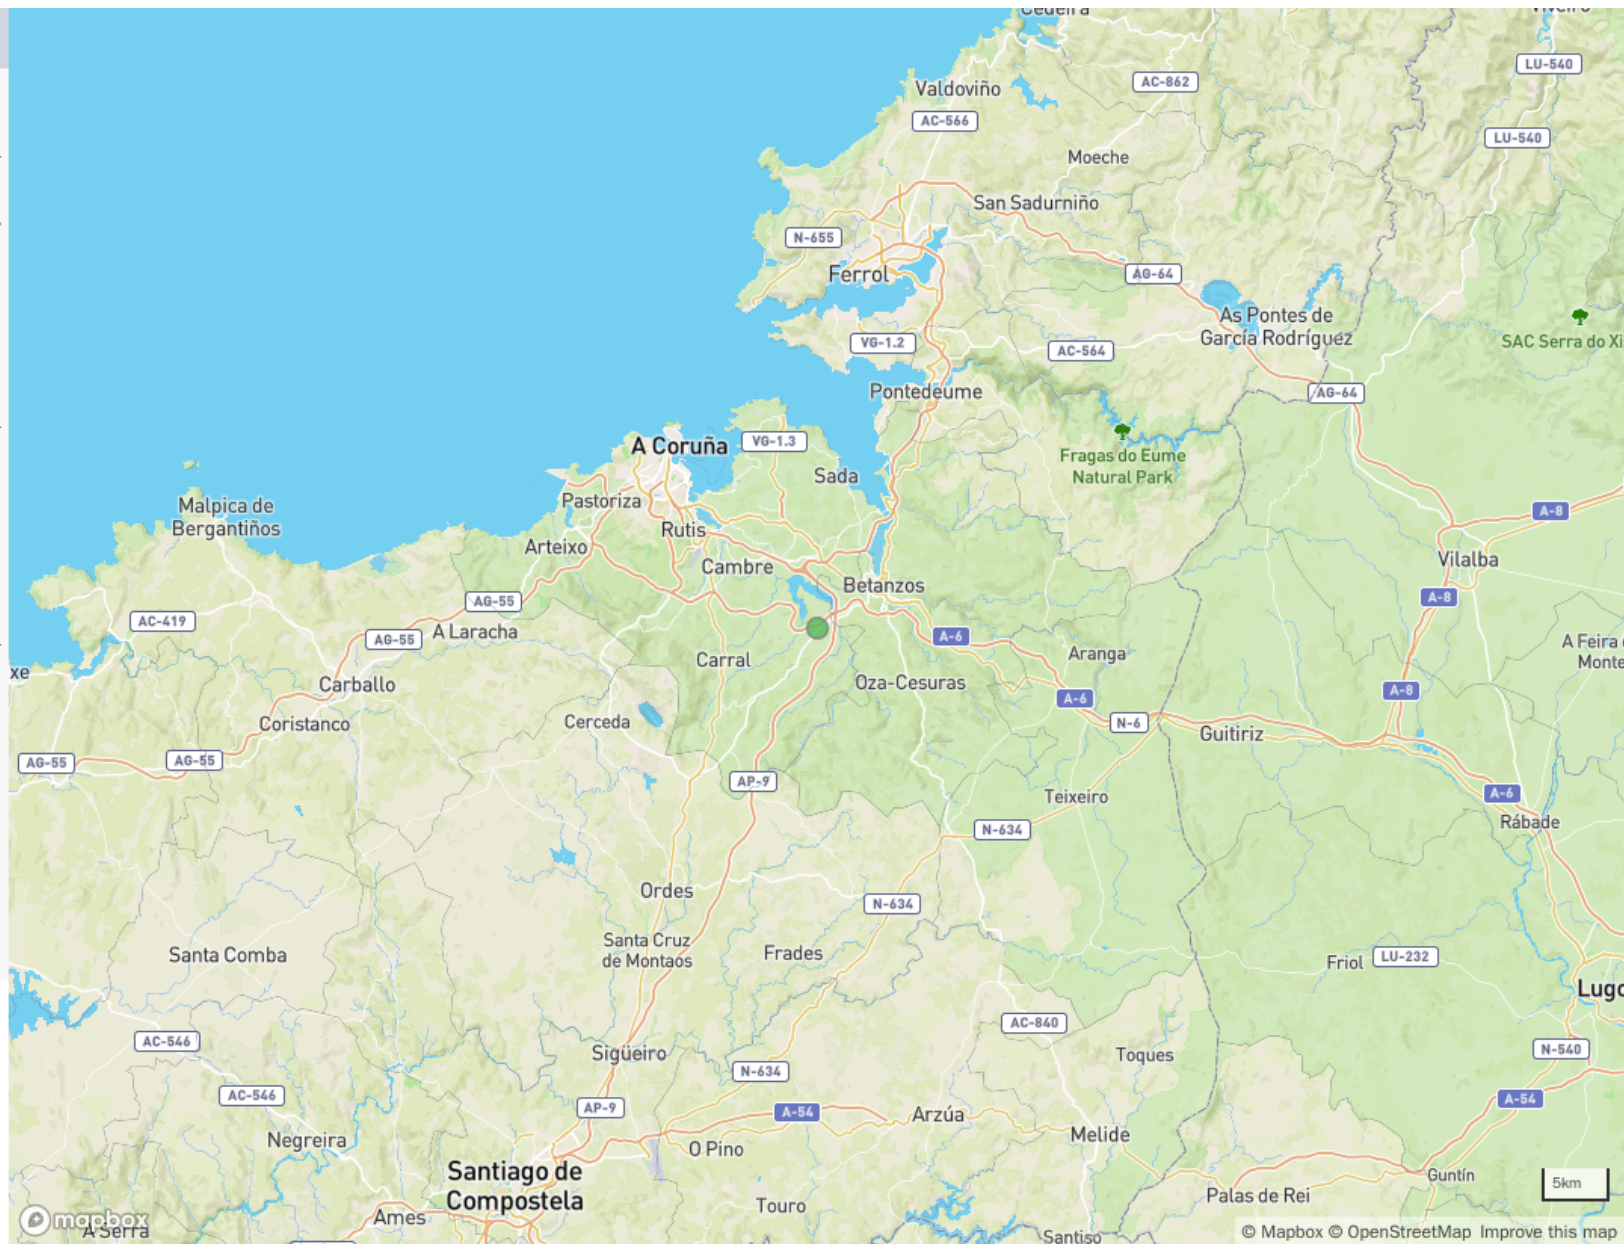 Cedeira
Viveiro
LU-540
Valdoviño
AC-862
AC-566
LU-540
Moeche
San Sadurniño
N-655
Ferrol
AG-64
As Pontes de
García Rodríguez
SAC Serra do Xi
VG-1.2
AC-564
Pontedeume
AG-64
A Coruña
VG-1.3
Fragas do Eume
Natural Park
Sada
Malpica de
Bergantiños
Pastoriza
A-8
Rutis
Arteixo
Vilalba
Cambre
Betanzos
A-8
AG-55
AC-419
A Laracha
AG-55
A-6
A Feira
Monte
Aranga
Carral
xe
Carballo
Oza-Cesuras
A-8
A-6
Coristanco
Cerceda
N-6
Guitiriz
AG-55
AG-55
AP-9
A-6
Teixeiro
Rábade
N-634
Ordes
N-634
Santa Cruz
de Montaos
Santa Comba
Frades
Friol
LU-232
Lugo
AC-840
AC-546
Sigüeiro
Toques
N-540
N-634
AC-546
AP-9
A-54
Arzúa
A-54
Negreira
Melide
O Pino
Santiago de
Compostela
Guntín
5km
Palas de Rei
Touro
Ames
mapbox
A Serra
Santiso
© Mapbox © OpenStreetMap Improve this map